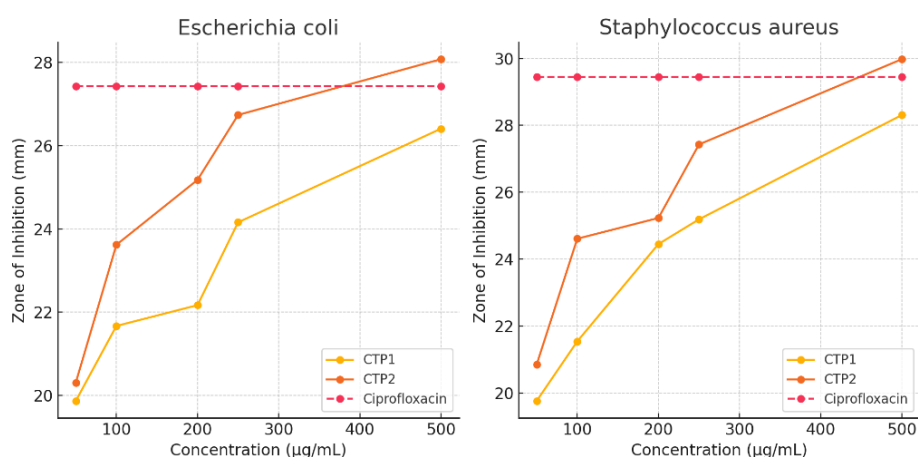 Escherichia coli
Zone of Inhibition (mm)
28
26
24
22
20
100
200
300
400
500
Concentration (µg/mL)
CTP1
CTP2
Ciprofloxacin
Staphylococcus aureus
Zone of Inhibition (mm)
30
28
26
24
22
20
100
200
300
400
500
Concentration (µg/mL)
CTP1
CTP2
Ciprofloxacin